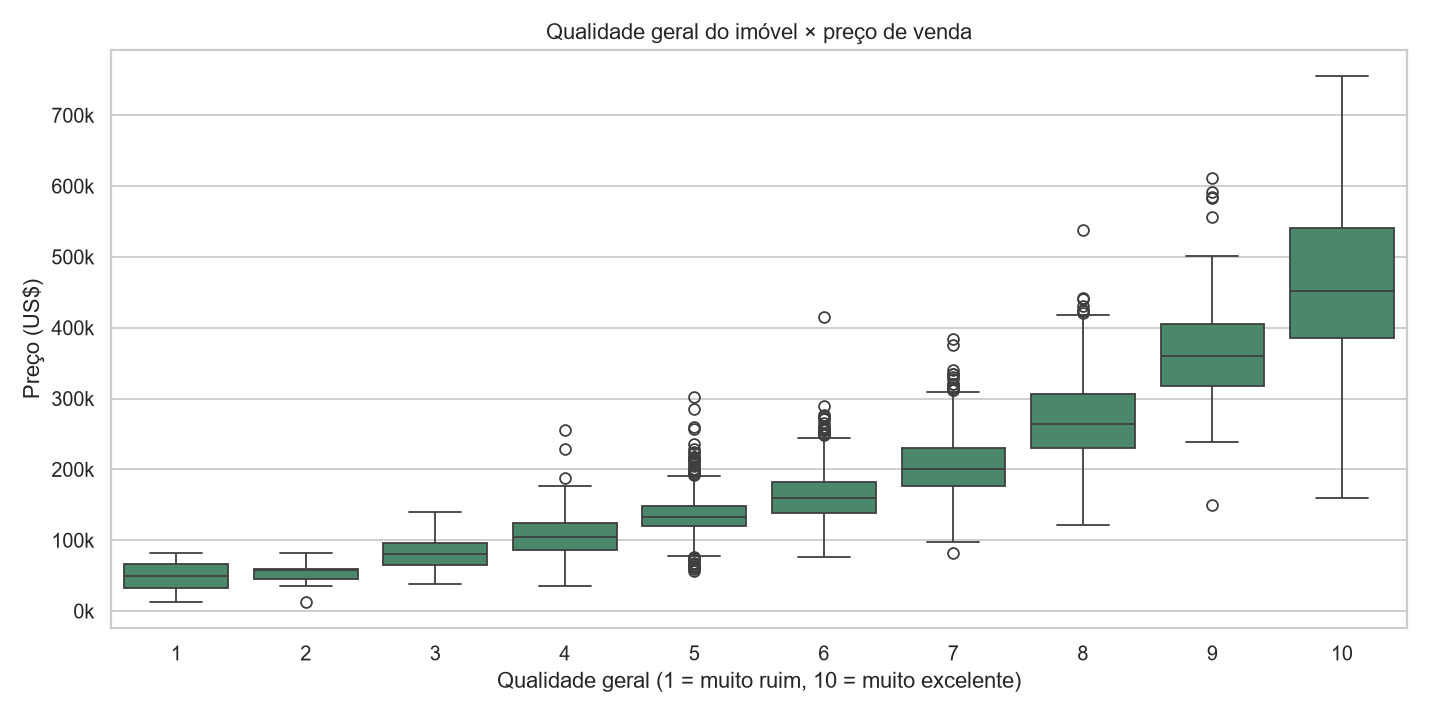 Qualidade geral do imóvel × preço de venda
Preço (US$)
700k
600k
500k
400k
300k
200k
100k
0k
1 2 3 4 5 6 7 8 9 10
Qualidade geral (1 = muito ruim, 10 = muito excelente)